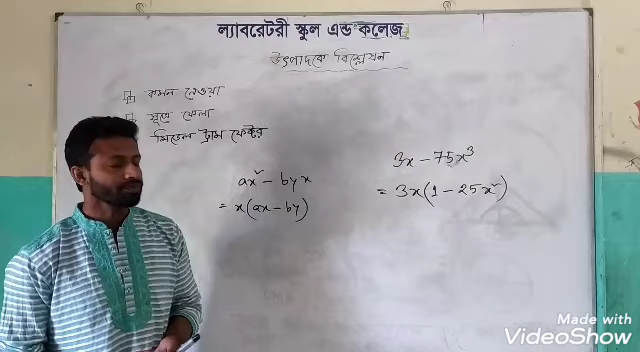 ল্যাবরেটরী স্কুল এন্ড কলেজ
উৎপাদকে বিশ্লেষন
কমন নেওয়া
সূত্রে ফেলা
মিডেল ট্রাম ফেক্টর
ax² - byx
= x(ax - by)
3x - 75x³
= 3x(1 - 25x²)
Made with
VideoShow